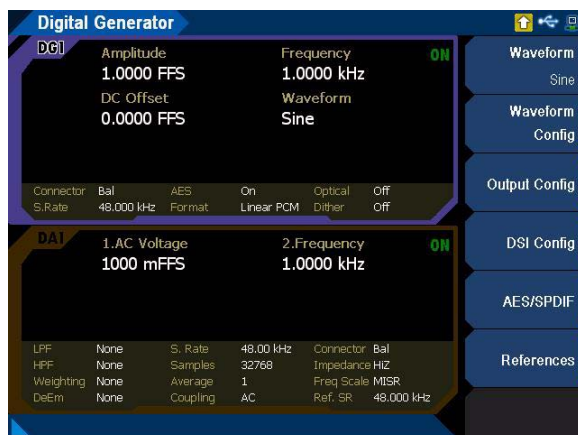 Digital Generator
DG1
Amplitude Frequency ON
1.0000 FFS 1.0000 kHz
DC Offset Waveform
0.0000 FFS Sine
Connector Bal AES On Optical Off
S.Rate 48.000 kHz Format Linear PCM Dither Off
DA1
1.AC Voltage 2.Frequency ON
1000 mFFS 1.0000 kHz
LPF None S. Rate 48.00 kHz Connector Bal
HPF None Samples 32768 Impedance HiZ
Weighting None Average 1 Freq Scale MISR
DeEm None Coupling AC Ref. SR 48.000 kHz
Waveform
Sine
Waveform
Config
Output Config
DSI Config
AES/SPDIF
References